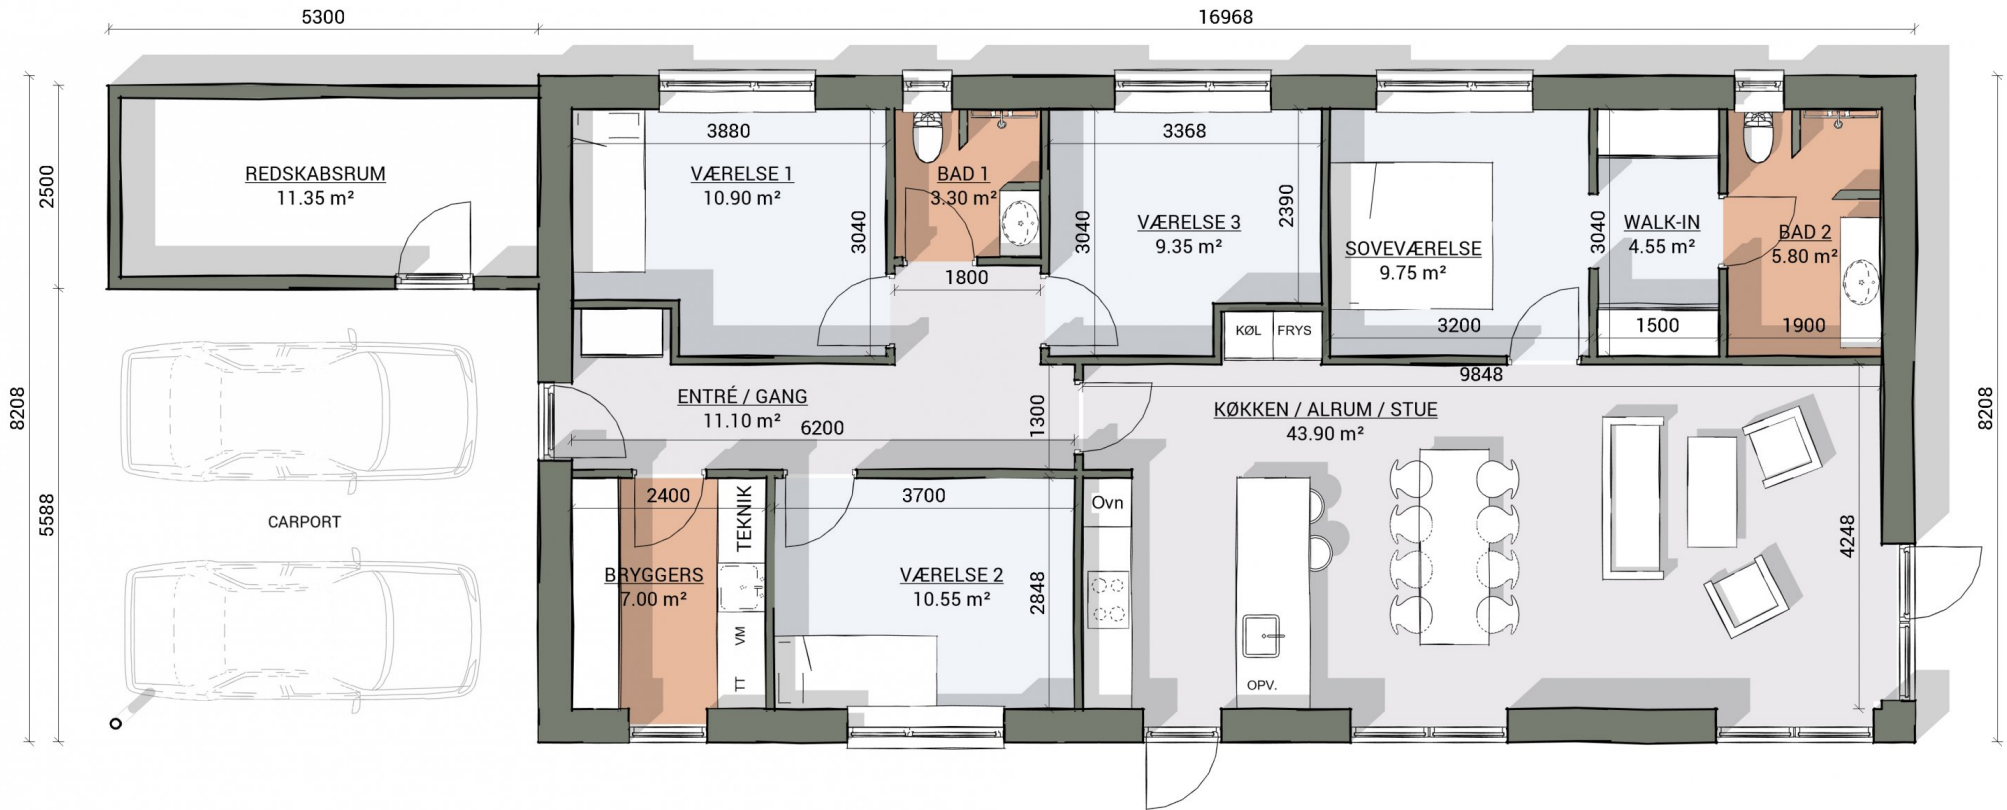 5300
16968
8208
2500
5588
8208
REDSKABSRUM
11.35 m²
3880
VÆRELSE 1
10.90 m²
3040
BAD 1
3.30 m²
1800
3040
3368
VÆRELSE 3
9.35 m²
2390
KØL
FRYS
SOVEVÆRELSE
9.75 m²
3200
3040
WALK-IN
4.55 m²
1500
BAD 2
5.80 m²
1900
9848
ENTRÉ / GANG
11.10 m²
6200
1300
KØKKEN / ALRUM / STUE
43.90 m²
CARPORT
2400
TEKNIK
BRYGGERS
7.00 m²
VM
TT
3700
VÆRELSE 2
10.55 m²
2848
Ovn
OPV.
4248